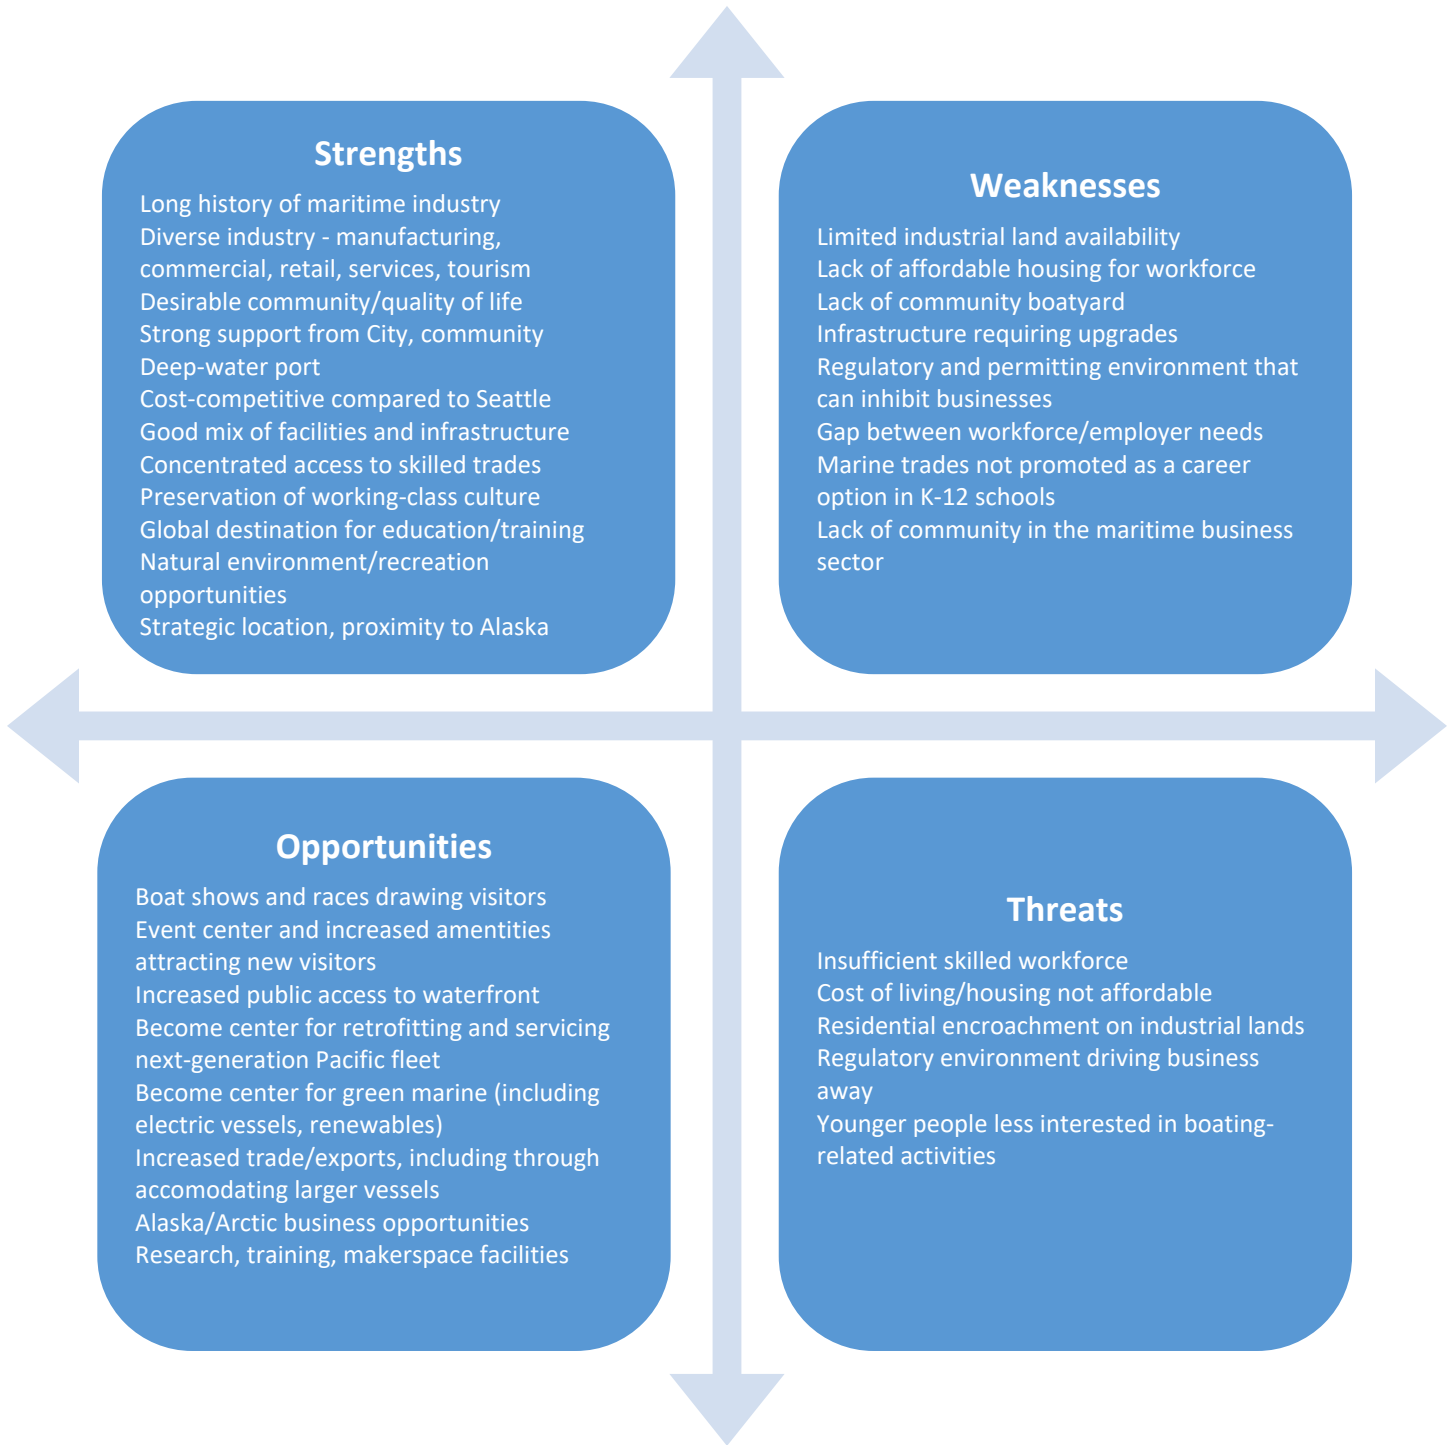 Strengths
Long history of maritime industry
Diverse industry - manufacturing,
commercial, retail, services, tourism
Desirable community/quality of life
Strong support from City, community
Deep-water port
Cost-competitive compared to Seattle
Good mix of facilities and infrastructure
Concentrated access to skilled trades
Preservation of working-class culture
Global destination for education/training
Natural environment/recreation
opportunities
Strategic location, proximity to Alaska
Weaknesses
Limited industrial land availability
Lack of affordable housing for workforce
Lack of community boatyard
Infrastructure requiring upgrades
Regulatory and permitting environment that
can inhibit businesses
Gap between workforce/employer needs
Marine trades not promoted as a career
option in K-12 schools
Lack of community in the maritime business
sector
Opportunities
Boat shows and races drawing visitors
Event center and increased amentities
attracting new visitors
Increased public access to waterfront
Become center for retrofitting and servicing
next-generation Pacific fleet
Become center for green marine (including
electric vessels, renewables)
Increased trade/exports, including through
accomodating larger vessels
Alaska/Arctic business opportunities
Research, training, makerspace facilities
Threats
Insufficient skilled workforce
Cost of living/housing not affordable
Residential encroachment on industrial lands
Regulatory environment driving business
away
Younger people less interested in boating-
related activities